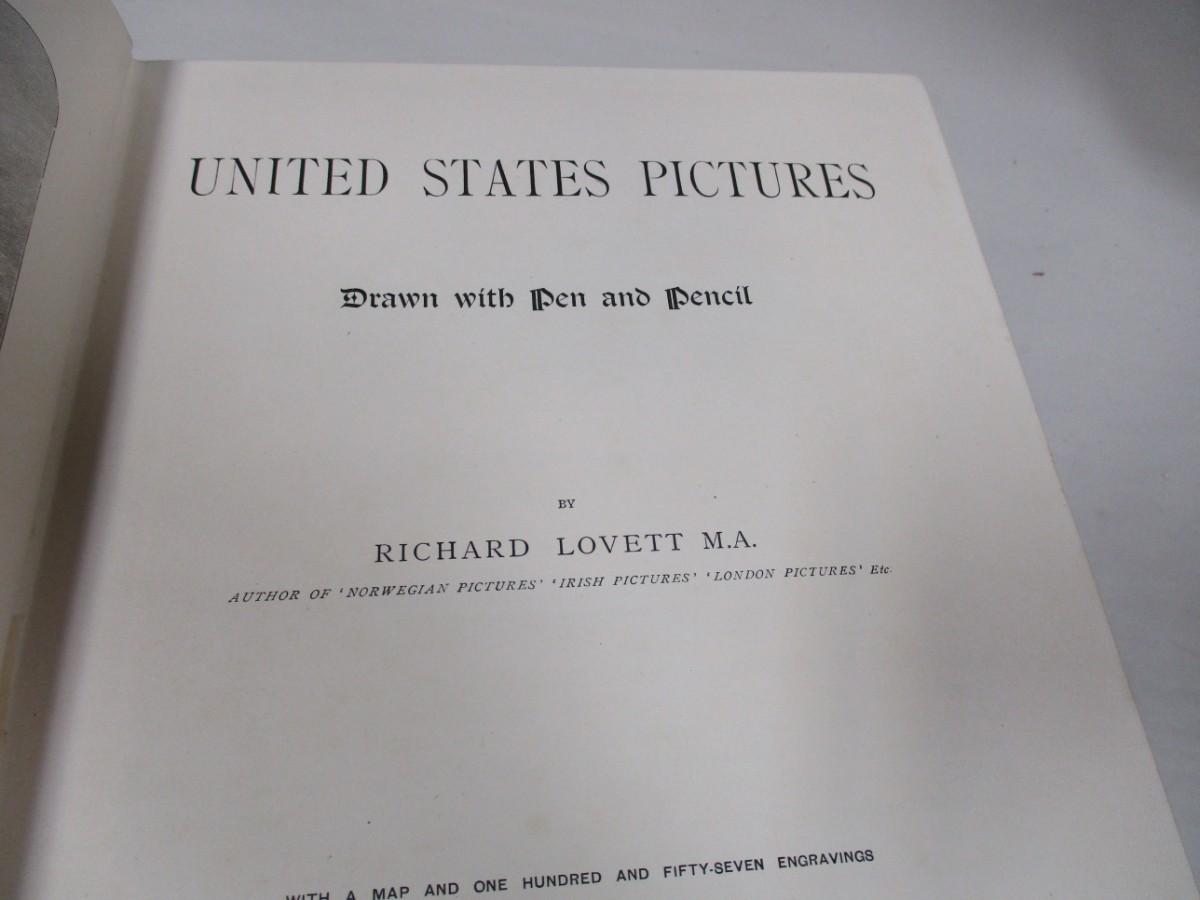 UNITED STATES PICTURES
Drawn with Pen and Pencil
BY
RICHARD LOVETT M.A.
AUTHOR OF 'NORWEGIAN PICTURES' 'IRISH PICTURES' 'LONDON PICTURES' Etc.
WITH A MAP AND ONE HUNDRED AND FIFTY-SEVEN ENGRAVINGS